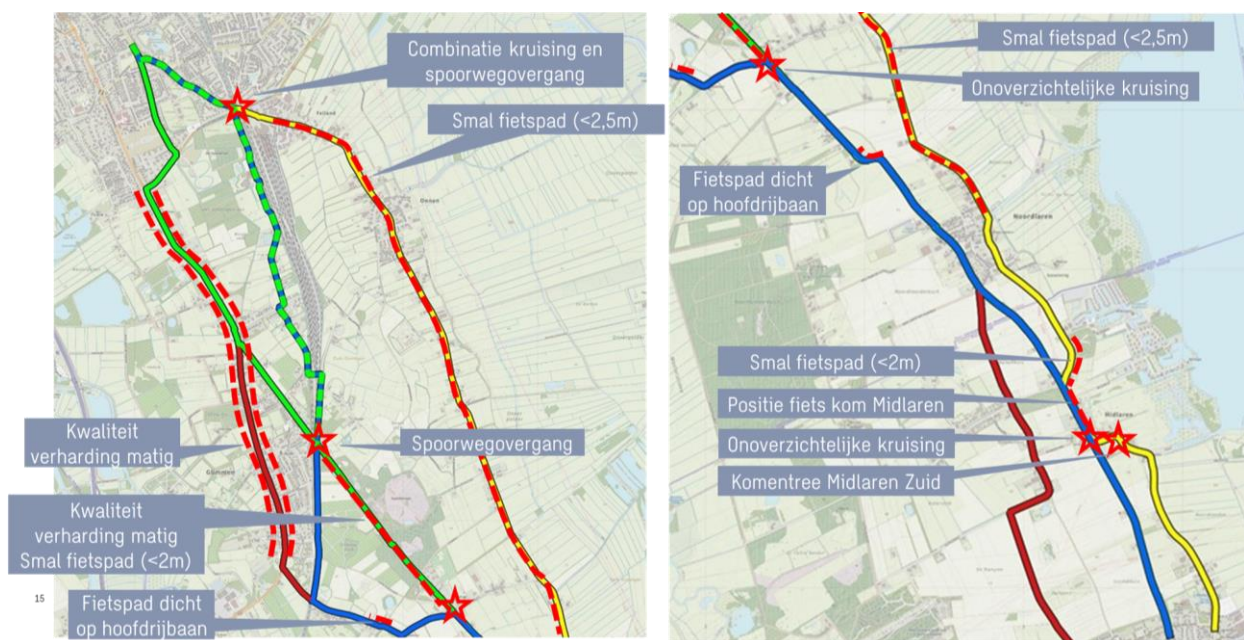 Combinatie kruising en
spoorwegovergang
Smal fietspad (<2,5m)
Kwaliteit
verharding matig
Spoorwegovergang
Kwaliteit
verharding matig
Smal fietspad (<2m)
Fietspad dicht
op hoofdrijbaan
15
Smal fietspad (<2,5m)
Onoverzichtelijke kruising
Fietspad dicht
op hoofdrijbaan
Noordlaren
Smal fietspad (<2m)
Positie fiets kom Midlaren
Midlaren
Onoverzichtelijke kruising
Komentree Midlaren Zuid